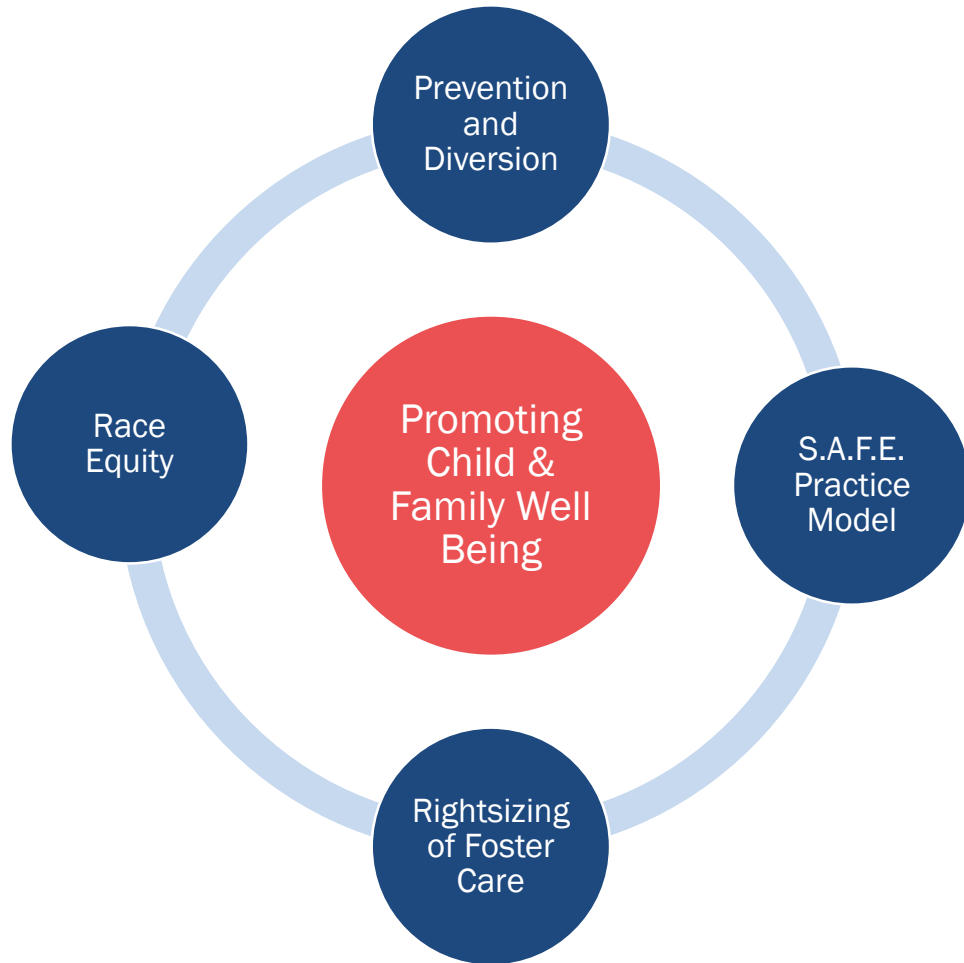 Prevention
and
Diversion
Race
Equity
Promoting
Child &
Family Well
Being
S.A.F.E.
Practice
Model
Rightsizing
of Foster
Care